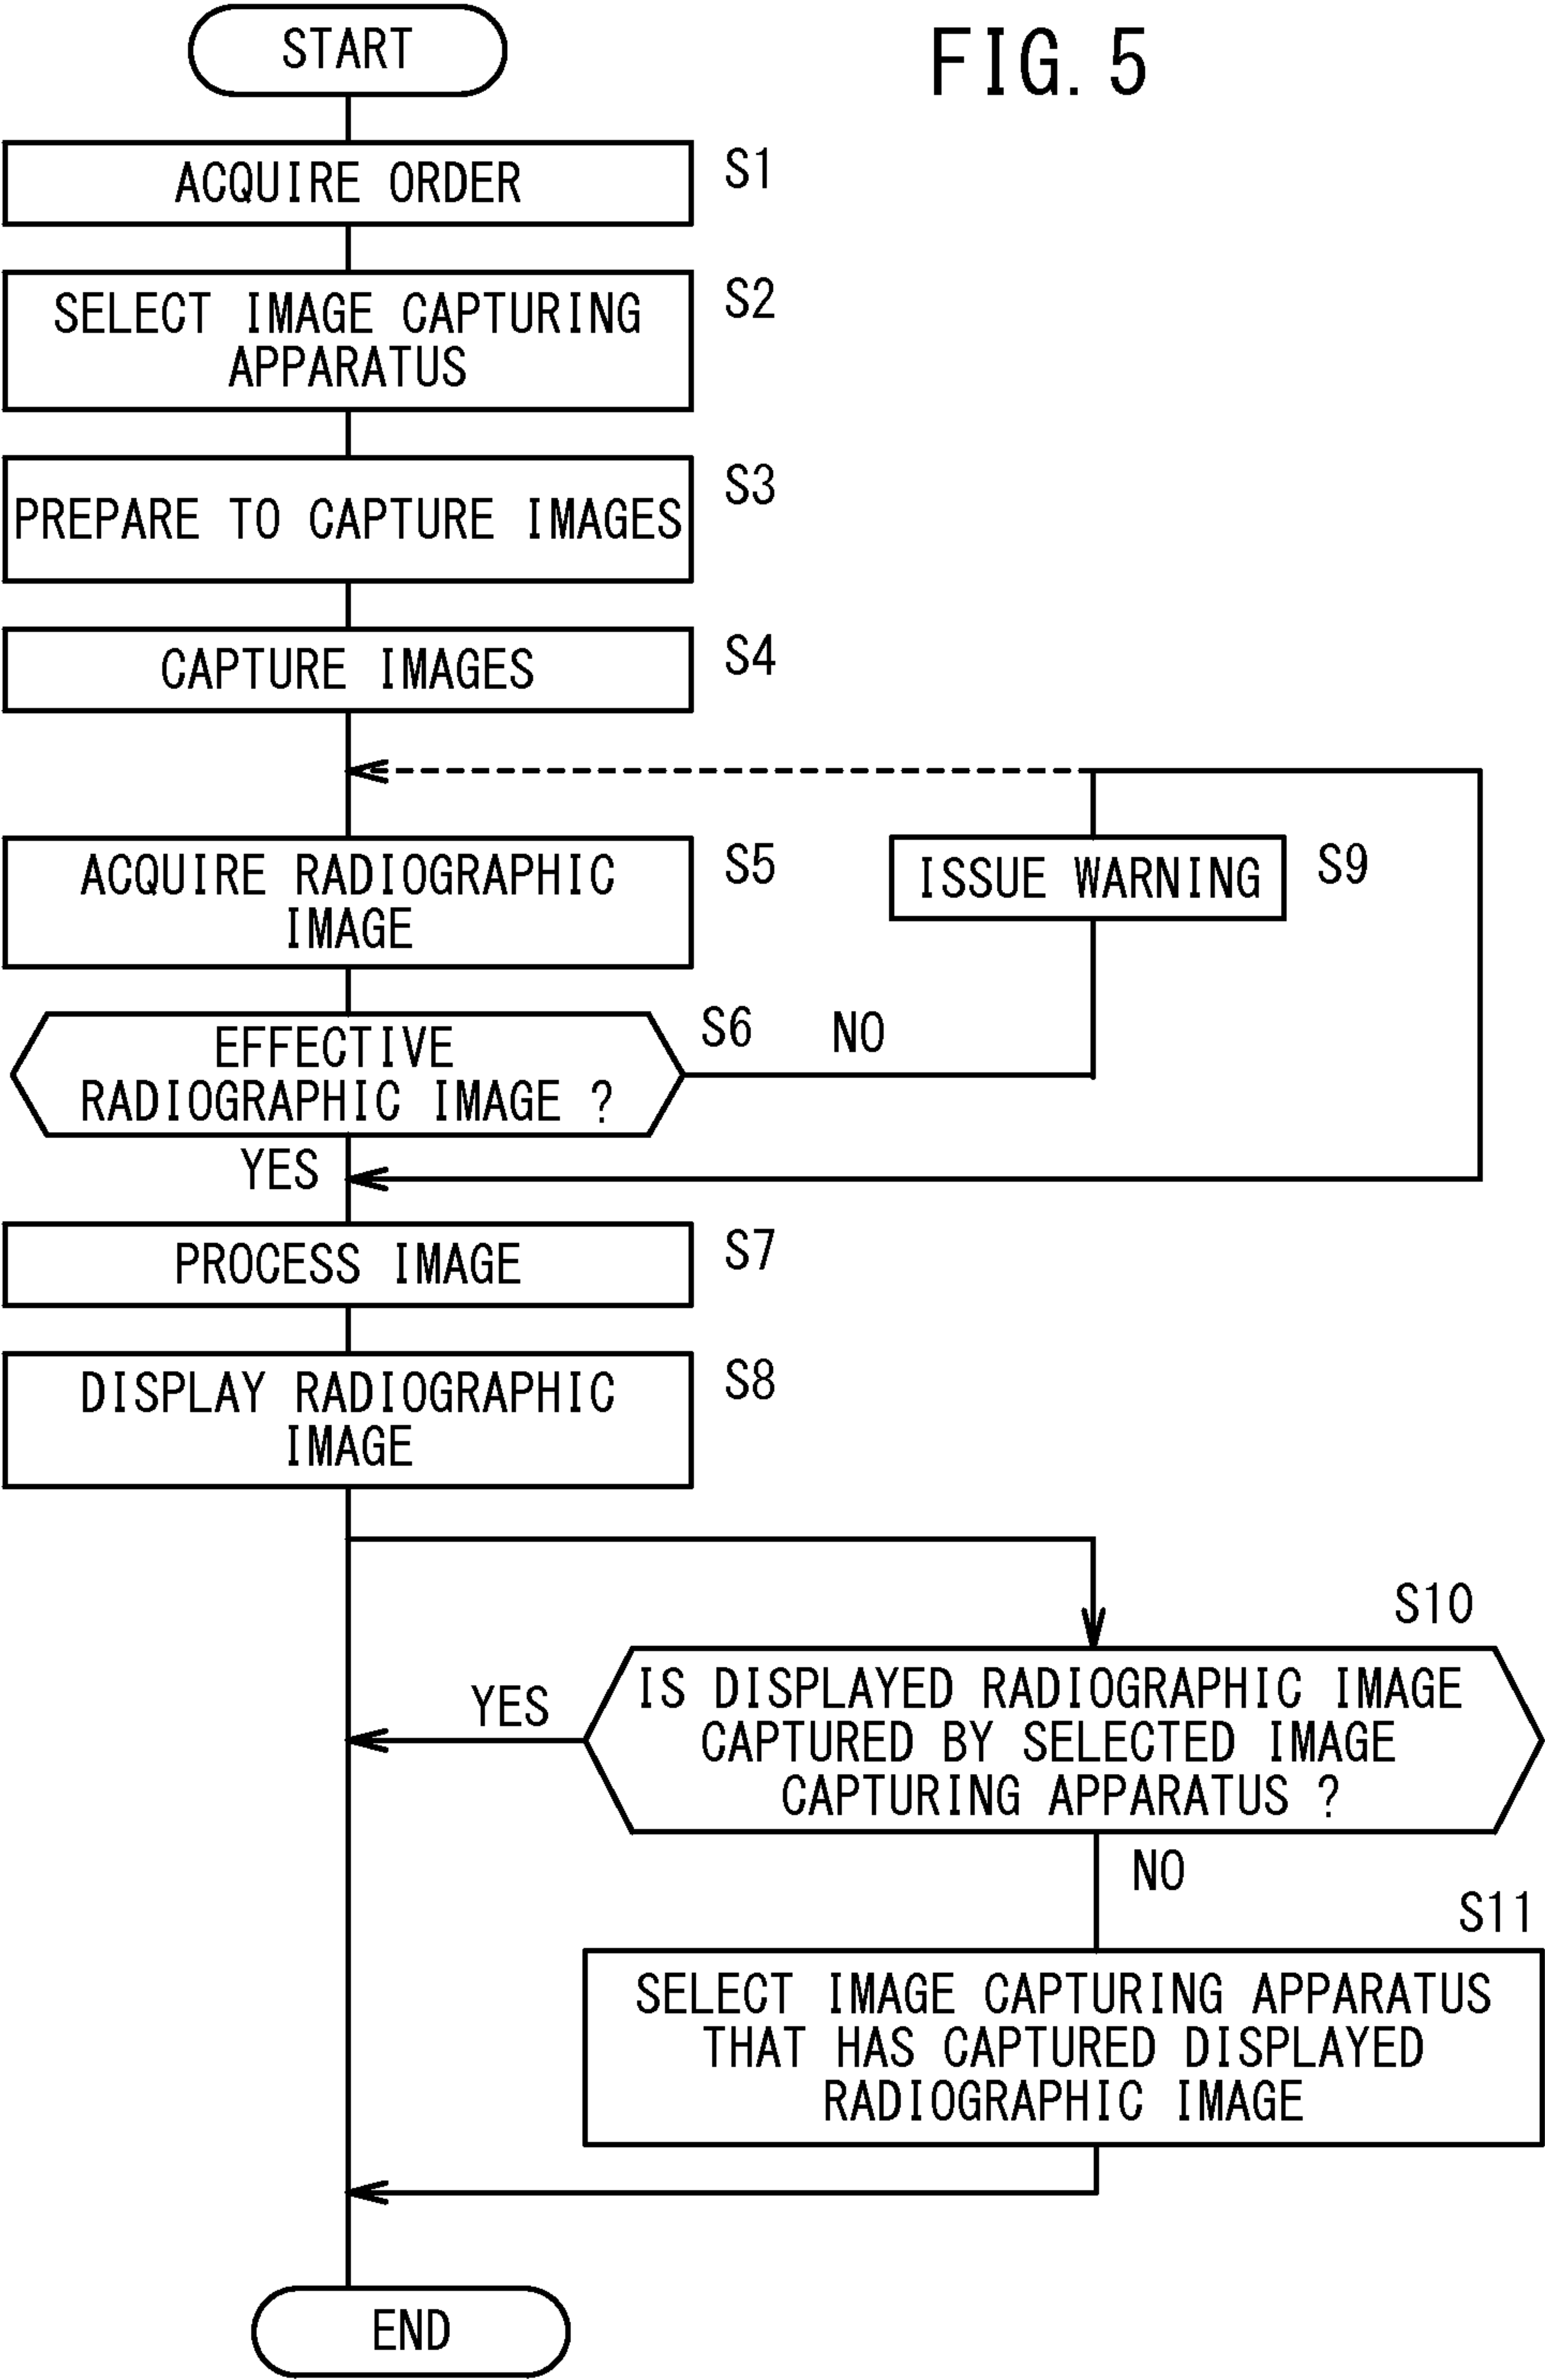 START
FIG. 5
ACQUIRE ORDER
S1
SELECT IMAGE CAPTURING
APPARATUS
S2
PREPARE TO CAPTURE IMAGES
S3
CAPTURE IMAGES
S4
ACQUIRE RADIOGRAPHIC
IMAGE
S5
ISSUE WARNING
S9
EFFECTIVE
RADIOGRAPHIC IMAGE ?
S6
NO
YES
PROCESS IMAGE
S7
DISPLAY RADIOGRAPHIC
IMAGE
S8
S10
IS DISPLAYED RADIOGRAPHIC IMAGE
CAPTURED BY SELECTED IMAGE
CAPTURING APPARATUS ?
YES
NO
S11
SELECT IMAGE CAPTURING APPARATUS
THAT HAS CAPTURED DISPLAYED
RADIOGRAPHIC IMAGE
END